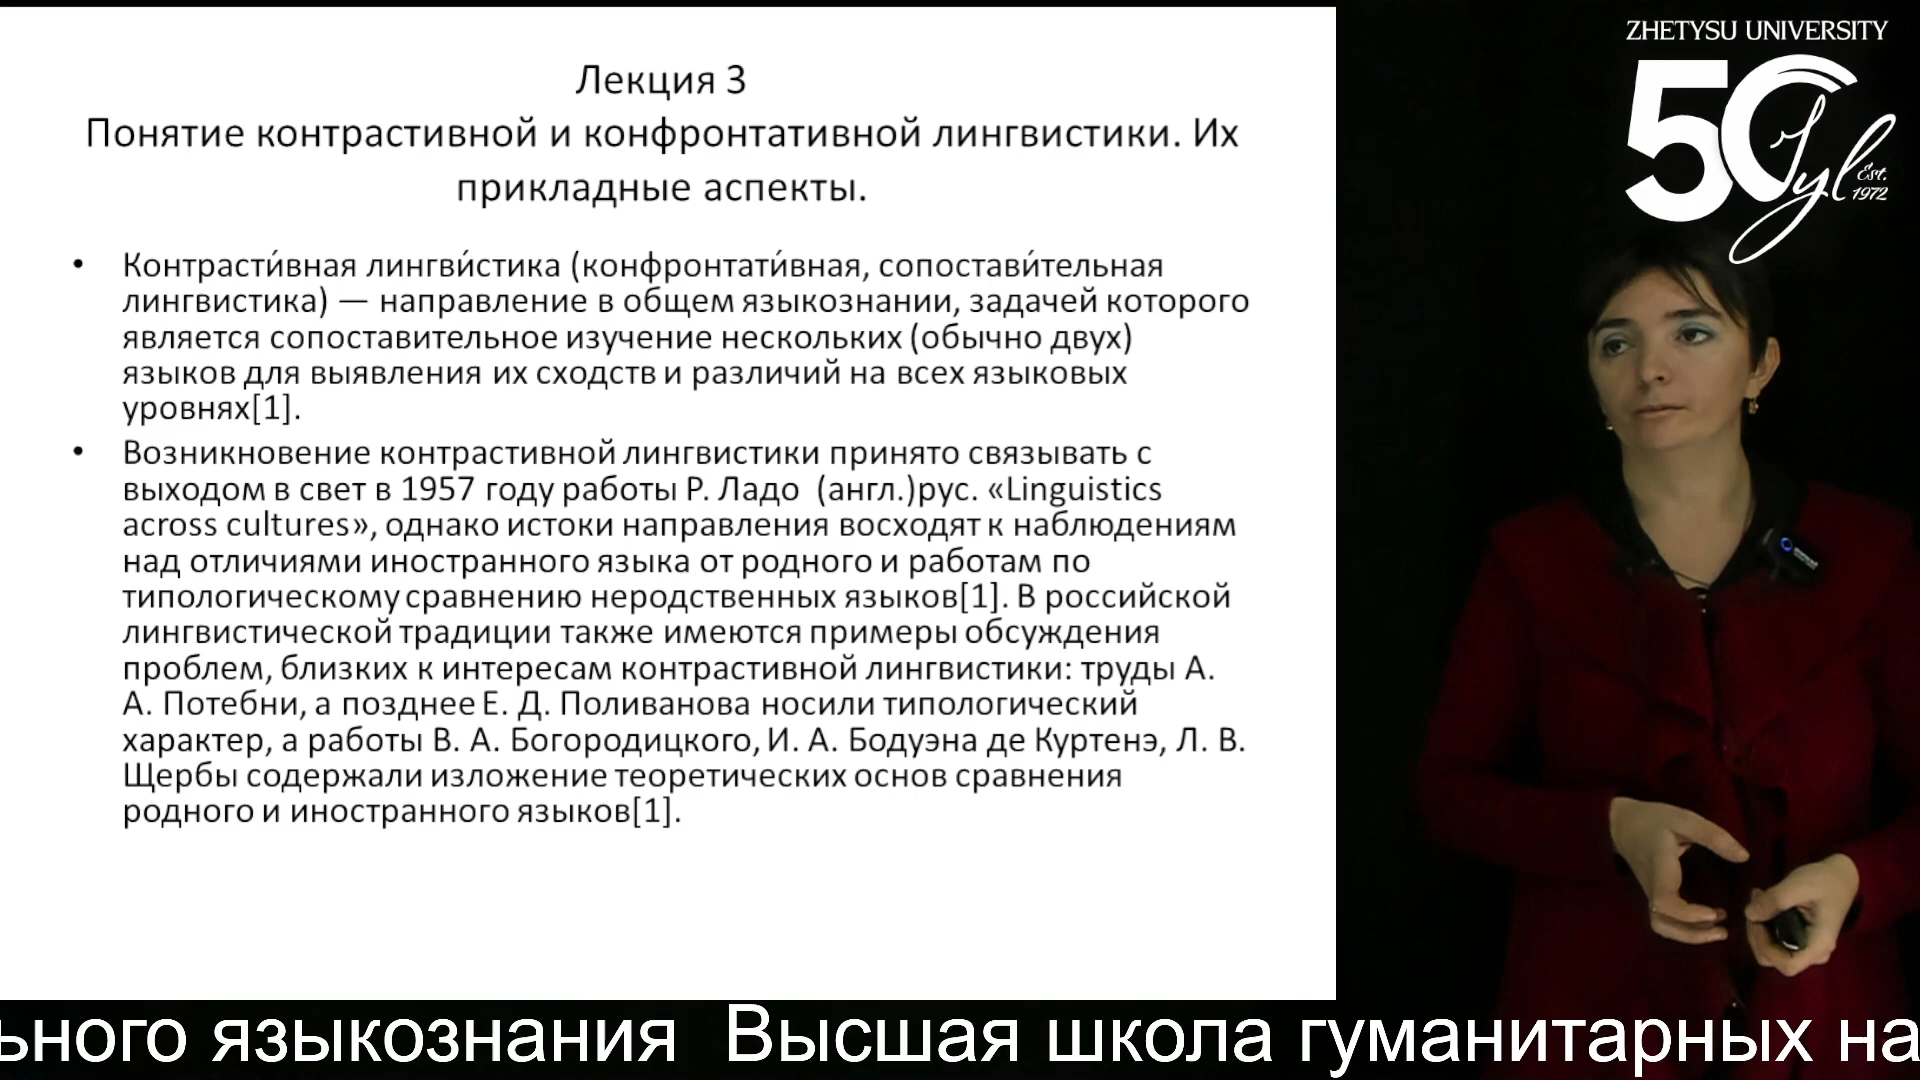 Лекция 3
Понятие контрастивной и конфронтативной лингвистики. Их
прикладные аспекты.
• Контрасти́вная лингви́стика (конфронтати́вная, сопостави́тельная
лингвистика) — направление в общем языкознании, задачей которого
является сопоставительное изучение нескольких (обычно двух)
языков для выявления их сходств и различий на всех языковых
уровнях[1].
• Возникновение контрастивной лингвистики принято связывать с
выходом в свет в 1957 году работы Р. Ладо (англ.)рус. «Linguistics
across cultures», однако истоки направления восходят к наблюдениям
над отличиями иностранного языка от родного и работам по
типологическому сравнению неродственных языков[1]. В российской
лингвистической традиции также имеются примеры обсуждения
проблем, близких к интересам контрастивной лингвистики: труды А.
А. Потебни, а позднее Е. Д. Поливанова носили типологический
характер, а работы В. А. Богородицкого, И. А. Бодуэна де Куртенэ, Л. В.
Щербы содержали изложение теоретических основ сравнения
родного и иностранного языков[1].
ZHETYSU UNIVERSITY
50
jyl
Est.
1972
ьного языкознания Высшая школа гуманитарных на